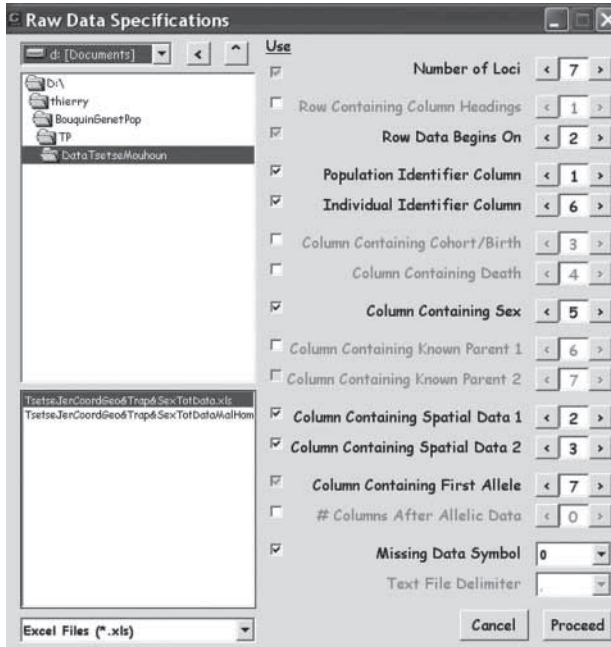 Raw Data Specifications
d: [Documents]
D:\
thierry
BouquinGenetPop
TP
DataTsetseMouhoun
TsetseJerCoordGeo&Trap&SexTotData.xls
TsetseJerCoordGeo&Trap&SexTotDataMalHom
Excel Files (*.xls)
Use
Number of Loci < 7 >
Row Containing Column Headings < 1 >
Row Data Begins On < 2 >
Population Identifier Column < 1 >
Individual Identifier Column < 6 >
Column Containing Cohort/Birth < 3 >
Column Containing Death < 4 >
Column Containing Sex < 5 >
Column Containing Known Parent 1 < 6 >
Column Containing Known Parent 2 < 7 >
Column Containing Spatial Data 1 < 2 >
Column Containing Spatial Data 2 < 3 >
Column Containing First Allele < 7 >
# Columns After Allelic Data < 0 >
Missing Data Symbol 0
Text File Delimiter ,
Cancel Proceed